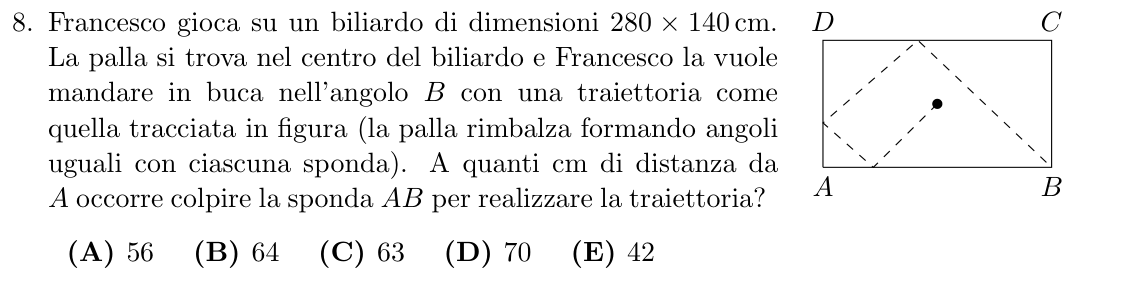 8. Francesco gioca su un biliardo di dimensioni 280 × 140 cm.
La palla si trova nel centro del biliardo e Francesco la vuole
mandare in buca nell'angolo B con una traiettoria come
quella tracciata in figura (la palla rimbalza formando angoli
uguali con ciascuna sponda). A quanti cm di distanza da
A occorre colpire la sponda AB per realizzare la traiettoria?
(A) 56 (B) 64 (C) 63 (D) 70 (E) 42
D C
A B